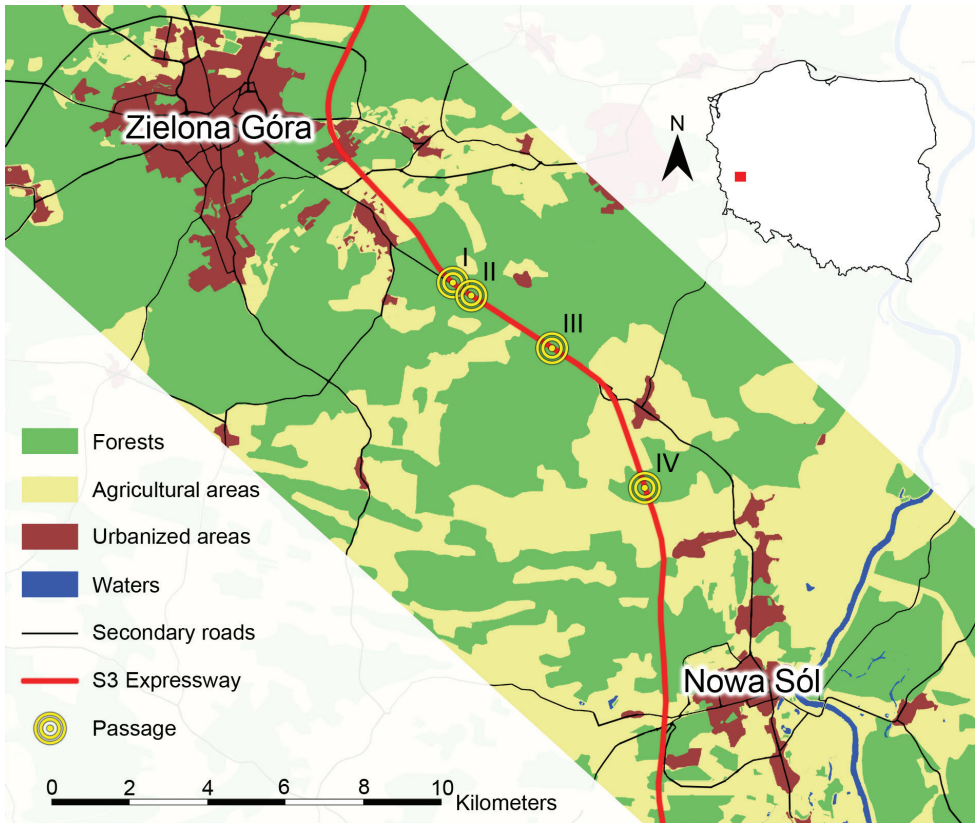 Zielona Góra
N
I
II
III
IV
Forests
Agricultural areas
Urbanized areas
Waters
Secondary roads
S3 Expressway
Passage
Nowa Sól
0 2 4 6 8 10
Kilometers